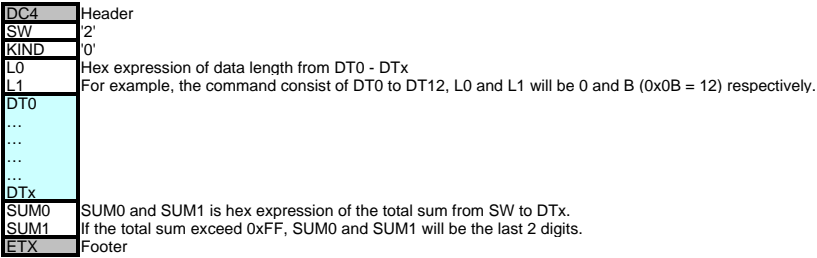 DC4 Header
SW '2'
KIND '0'
L0 Hex expression of data length from DT0 - DTx
L1 For example, the command consist of DT0 to DT12, L0 and L1 will be 0 and B (0x0B = 12) respectively.
DT0
…
…
…
…
DTx
SUM0 SUM0 and SUM1 is hex expression of the total sum from SW to DTx.
SUM1 If the total sum exceed 0xFF, SUM0 and SUM1 will be the last 2 digits.
ETX Footer